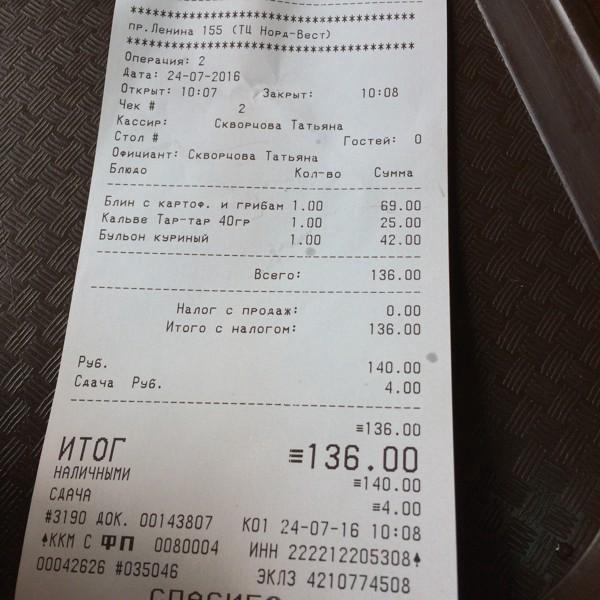 ************************************
пр.Ленина 155 (ТЦ Норд-Вест)
************************************
Операция: 2
Дата: 24-07-2016
Открыт: 10:07 Закрыт: 10:08
Чек # 2
Кассир: Скворцова Татьяна
Стол # Гостей: 0
Официант: Скворцова Татьяна
Блюдо Кол-во Сумма
Блин с картоф. и грибам 1.00 69.00
Кальве Тар-тар 40гр 1.00 25.00
Бульон куриный 1.00 42.00
Всего: 136.00
Налог с продаж: 0.00
Итого с налогом: 136.00
Руб. 140.00
Сдача Руб. 4.00
≡136.00
ИТОГ ≡136.00
НАЛИЧНЫМИ ≡140.00
СДАЧА ≡4.00
#3190 ДОК. 00143807 К01 24-07-16 10:08
♠ККМ С ФП 0080004 ИНН 222212205308♠
00042626 #035046 ЭКЛЗ 4210774508
СПАСИБО